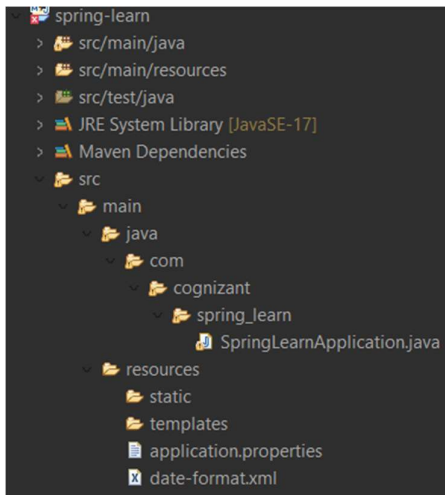 spring-learn
src/main/java
src/main/resources
src/test/java
JRE System Library [JavaSE-17]
Maven Dependencies
src
main
java
com
cognizant
spring_learn
SpringLearnApplication.java
resources
static
templates
application.properties
date-format.xml